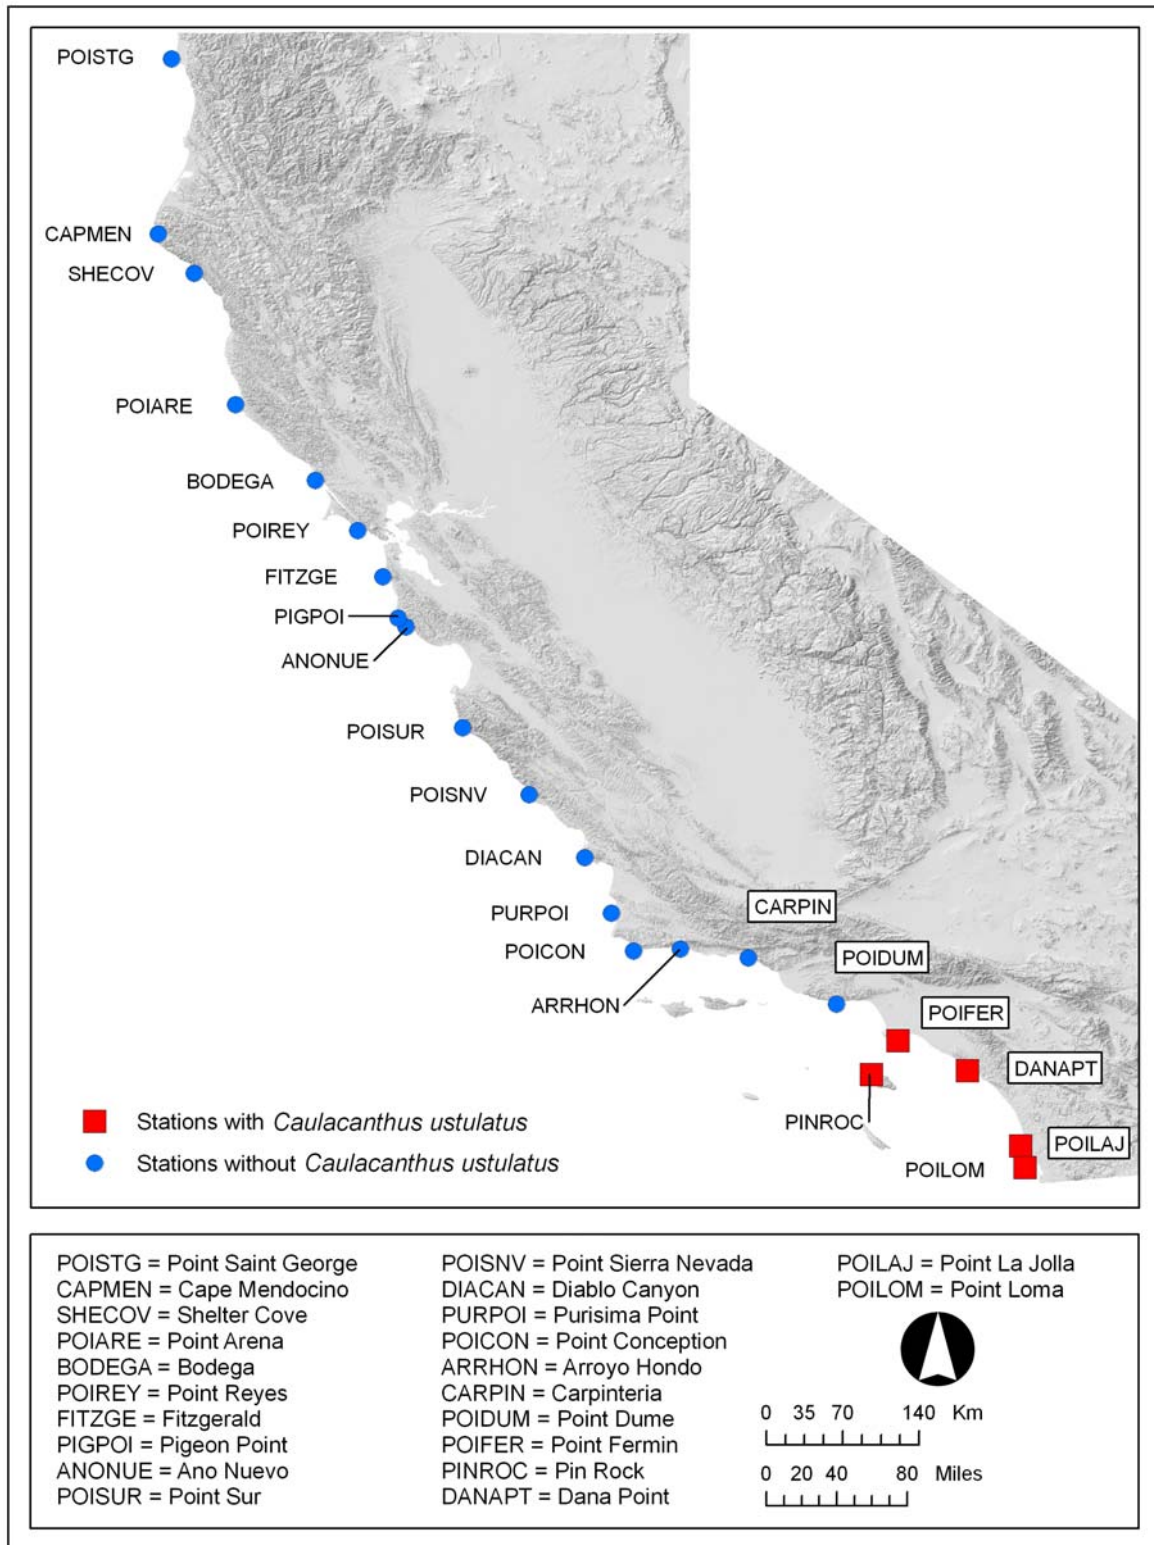 POISTG
CAPMEN
SHECOV
POIARE
BODEGA
POIREY
FITZGE
PIGPOI
ANONUE
POISUR
POISNV
DIACAN
PURPOI
CARPIN
POICON
POIDUM
ARRHON
POIFER
DANAPT
PINROC
Stations with Caulacanthus ustulatus
POILAJ
Stations without Caulacanthus ustulatus
POILOM
POISTG = Point Saint George
CAPMEN = Cape Mendocino
SHECOV = Shelter Cove
POIARE = Point Arena
BODEGA = Bodega
POIREY = Point Reyes
FITZGE = Fitzgerald
PIGPOI = Pigeon Point
ANONUE = Ano Nuevo
POISUR = Point Sur
POISNV = Point Sierra Nevada
DIACAN = Diablo Canyon
PURPOI = Purisima Point
POICON = Point Conception
ARRHON = Arroyo Hondo
CARPIN = Carpinteria
POIDUM = Point Dume
POIFER = Point Fermin
PINROC = Pin Rock
DANAPT = Dana Point
POILAJ = Point La Jolla
POILOM = Point Loma
0 35 70 140 Km
0 20 40 80 Miles